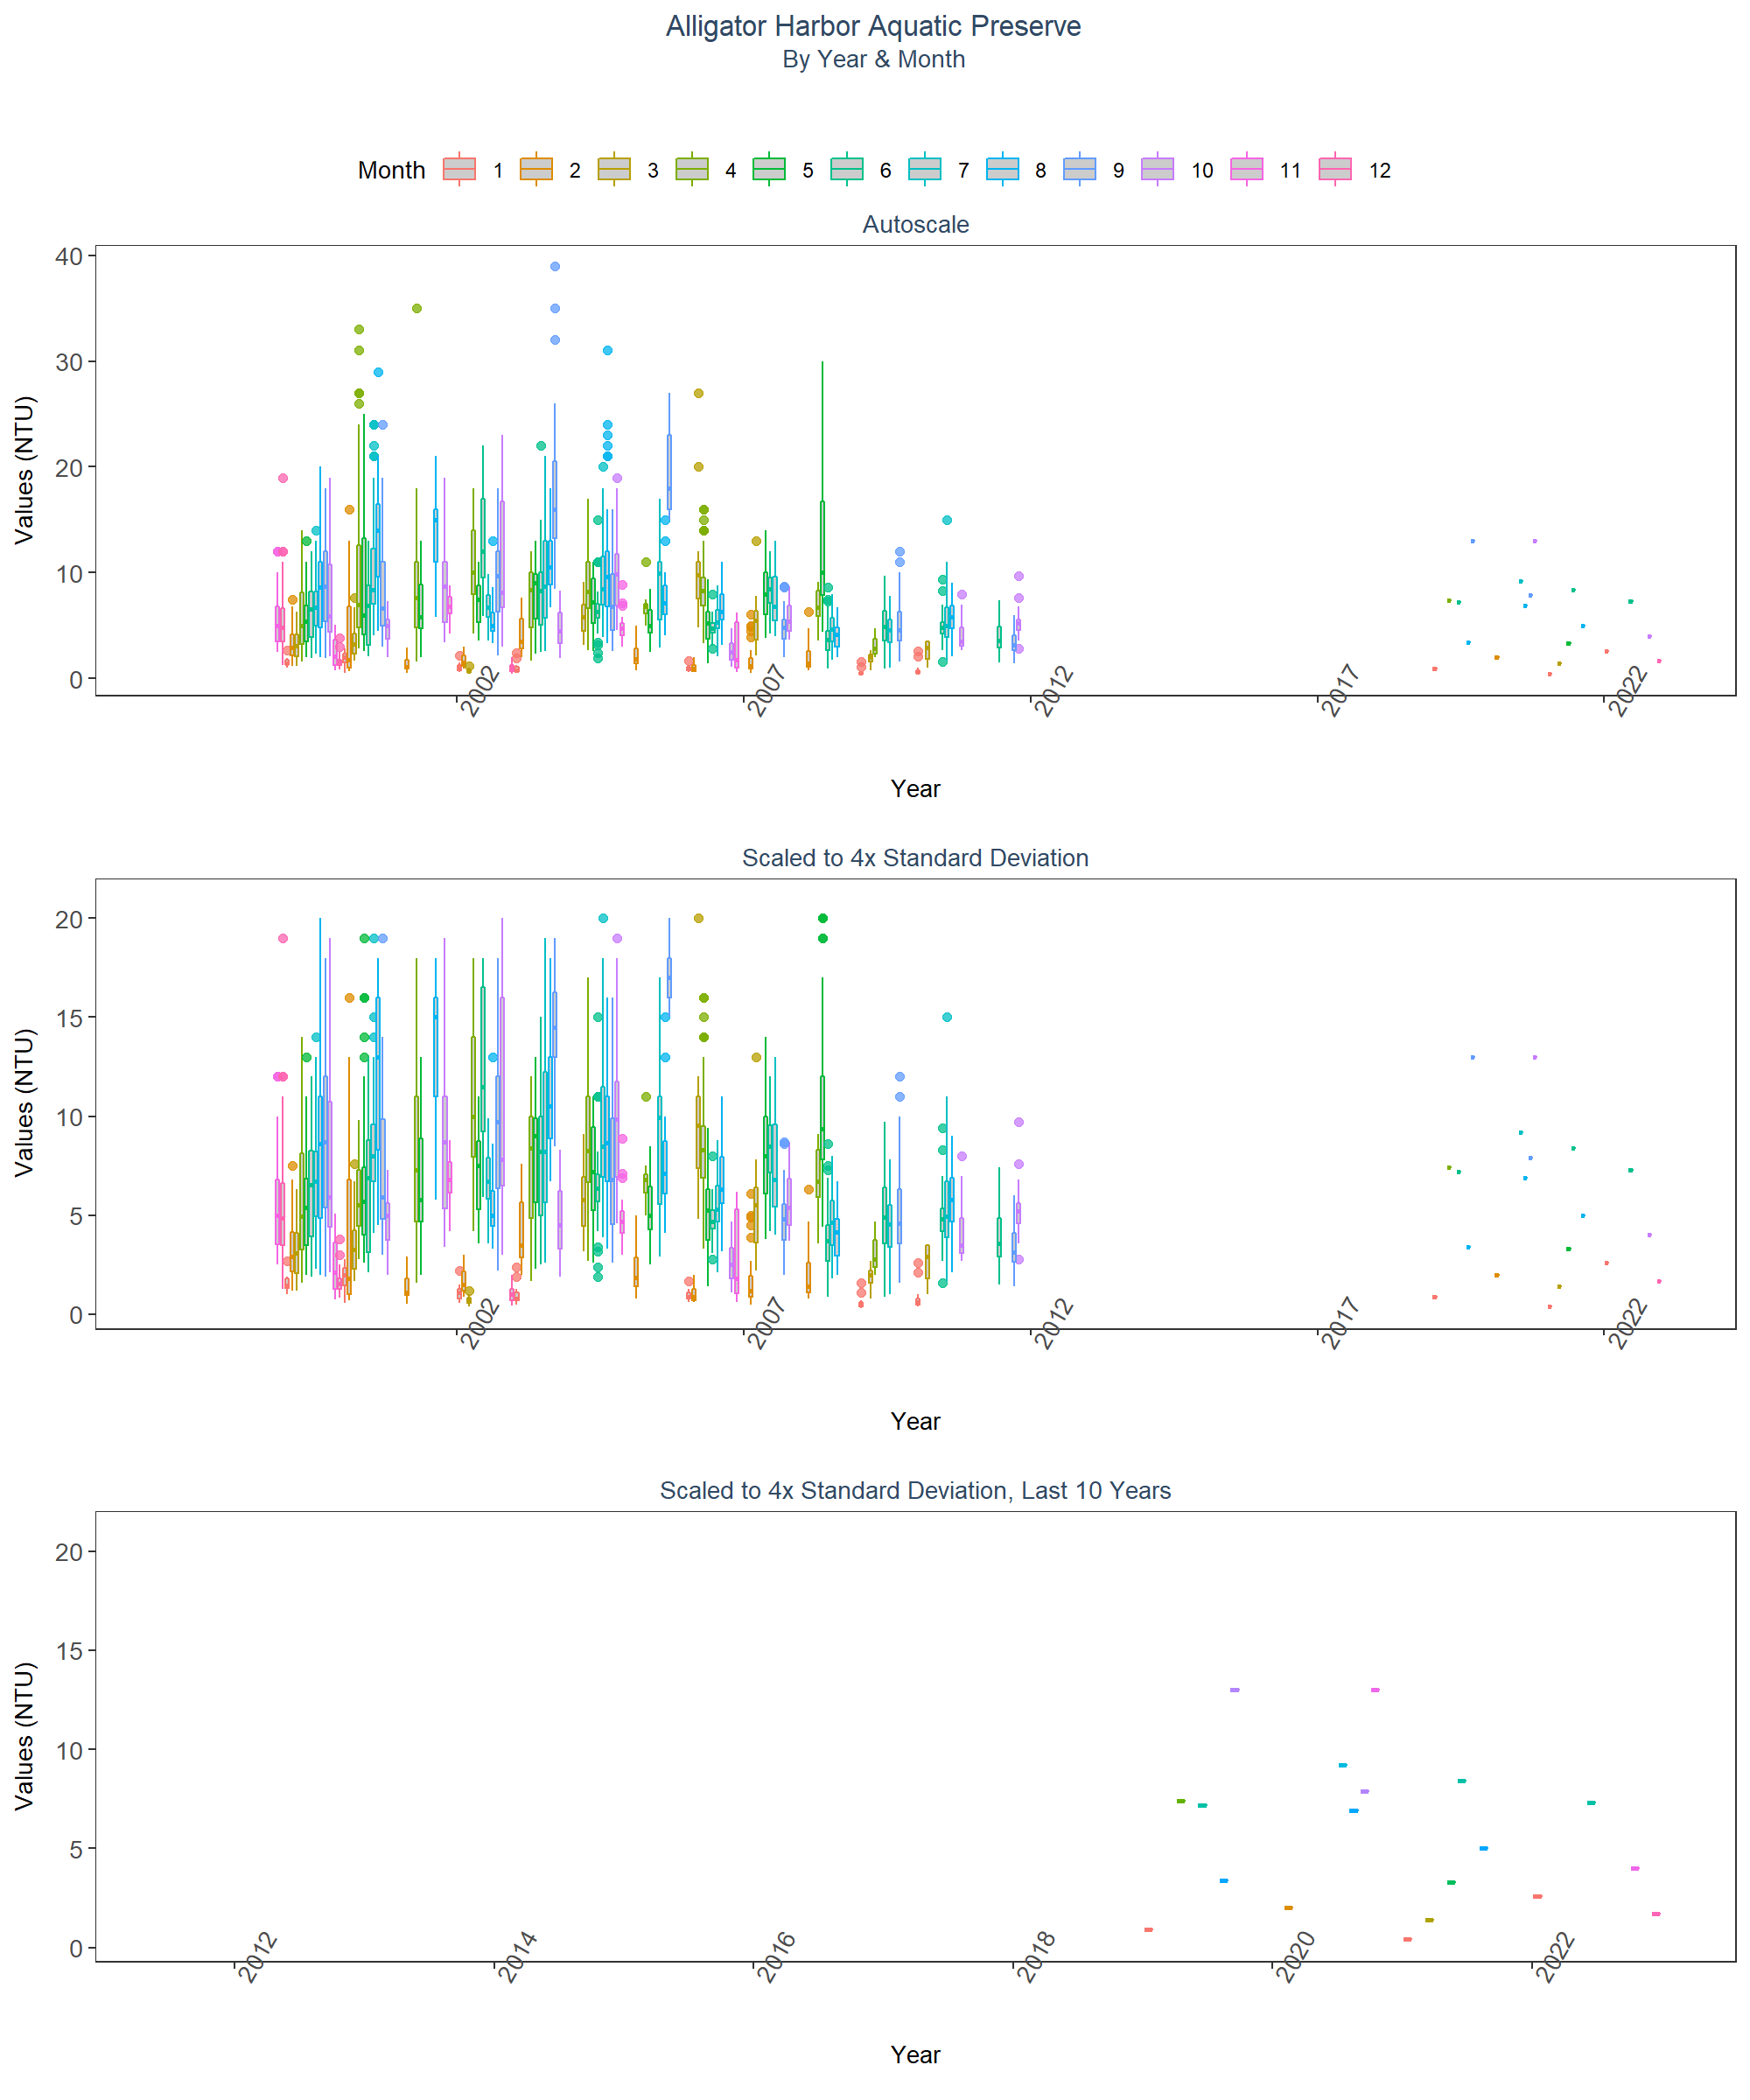 Alligator Harbor Aquatic Preserve
By Year & Month
Month 1 2 3 4 5 6 7 8 9 10 11 12
Autoscale
40
30
20
10
0
Values (NTU)
2002 2007 2012 2017 2022
Year
Scaled to 4x Standard Deviation
20
15
10
5
0
Values (NTU)
2002 2007 2012 2017 2022
Year
Scaled to 4x Standard Deviation, Last 10 Years
20
15
10
5
0
Values (NTU)
2012 2014 2016 2018 2020 2022
Year